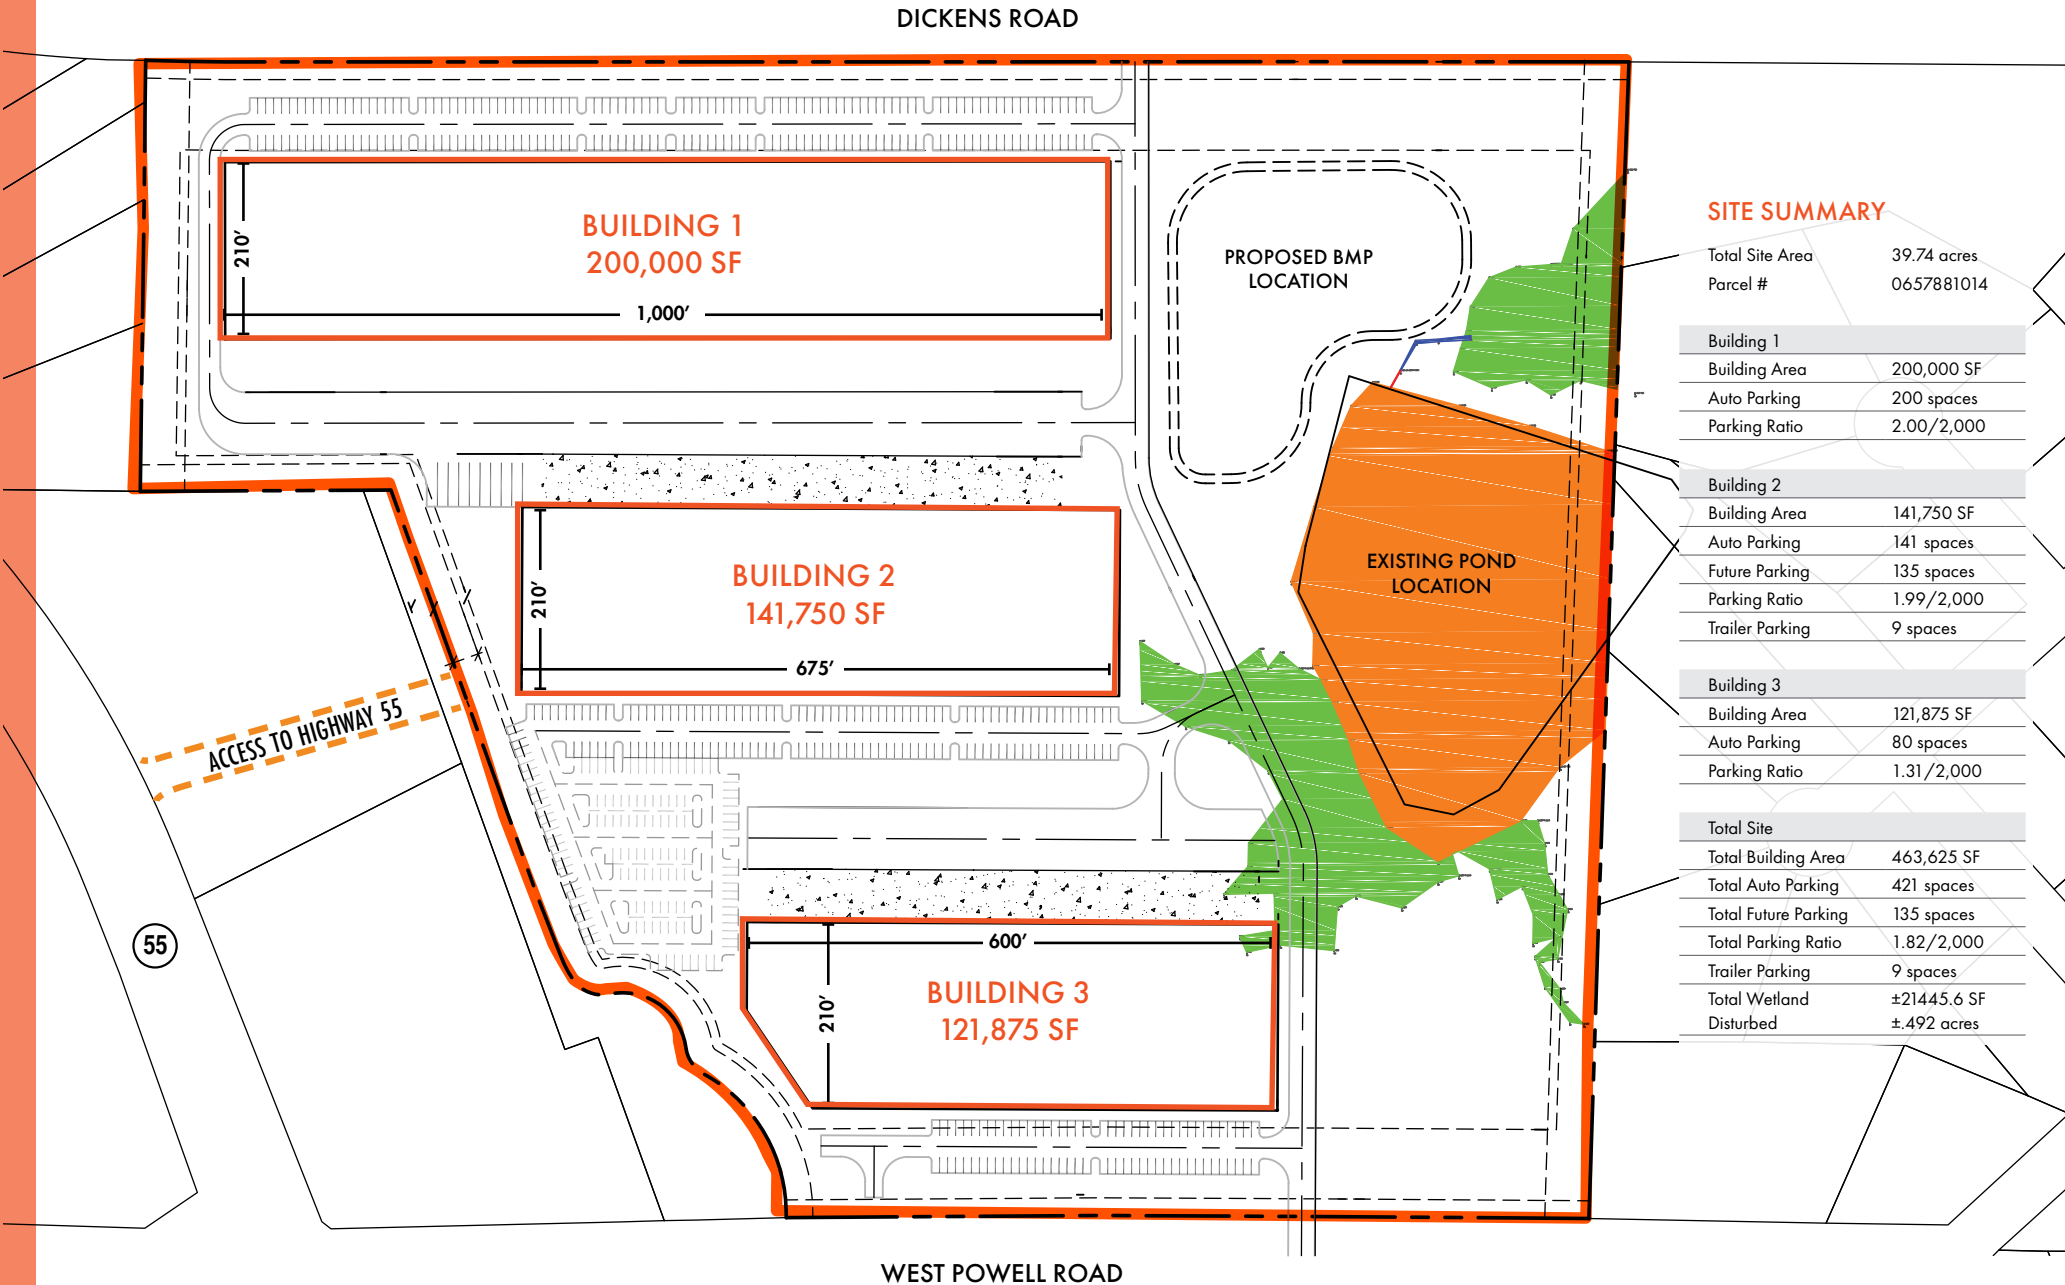 DICKENS ROAD
BUILDING 1
200,000 SF
210'
1,000'
PROPOSED BMP
LOCATION
BUILDING 2
141,750 SF
210'
675'
EXISTING POND
LOCATION
ACCESS TO HIGHWAY 55
55
600'
BUILDING 3
121,875 SF
210'
WEST POWELL ROAD
SITE SUMMARY
Total Site Area 39.74 acres
Parcel # 0657881014
Building 1
Building Area 200,000 SF
Auto Parking 200 spaces
Parking Ratio 2.00/2,000
Building 2
Building Area 141,750 SF
Auto Parking 141 spaces
Future Parking 135 spaces
Parking Ratio 1.99/2,000
Trailer Parking 9 spaces
Building 3
Building Area 121,875 SF
Auto Parking 80 spaces
Parking Ratio 1.31/2,000
Total Site
Total Building Area 463,625 SF
Total Auto Parking 421 spaces
Total Future Parking 135 spaces
Total Parking Ratio 1.82/2,000
Trailer Parking 9 spaces
Total Wetland ±21445.6 SF
Disturbed ±.492 acres